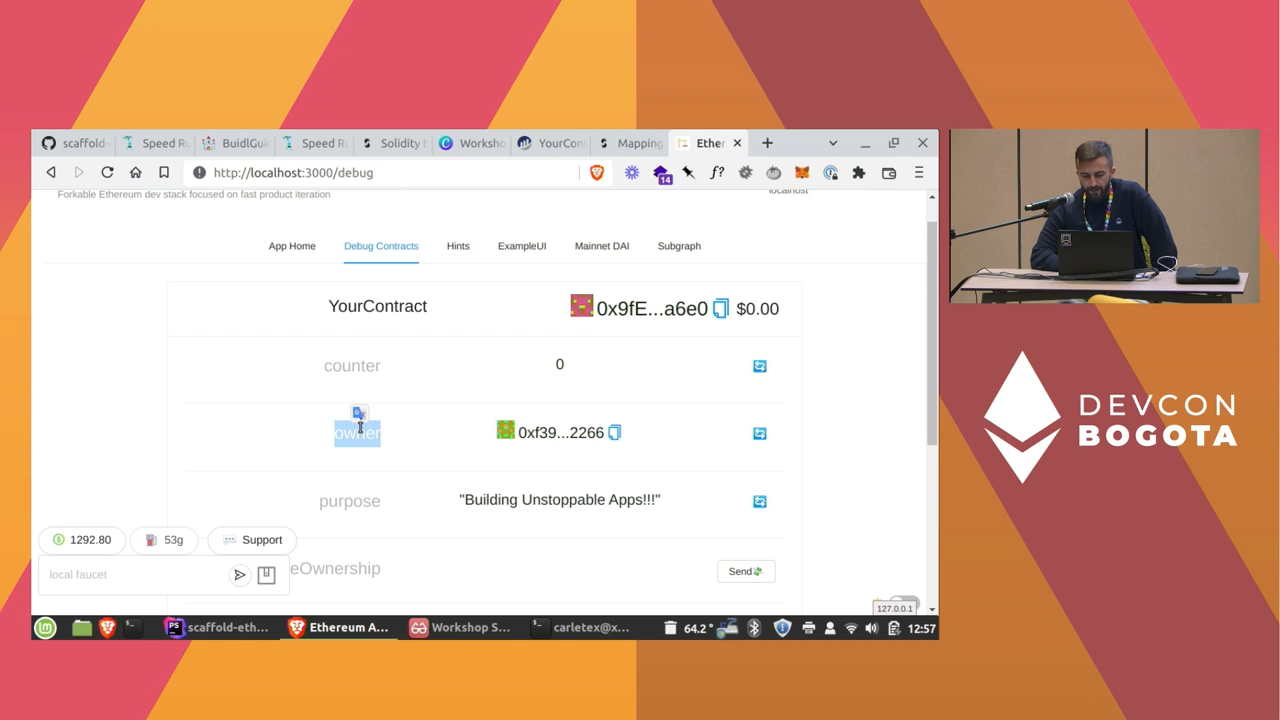 scaffold-
Speed Ru
BuidlGui
Speed Ru
Solidity b
Worksho
YourCon
Mapping
Ether
http://localhost:3000/debug
14
f?
Forkable Ethereum dev stack focused on fast product iteration
localhost
App Home
Debug Contracts
Hints
ExampleUI
Mainnet DAI
Subgraph
YourContract
0x9fE...a6e0
$0.00
counter
0
owner
0xf39...2266
purpose
"Building Unstoppable Apps!!!"
1292.80
53g
Support
eOwnership
Send
local faucet
127.0.0.1
scaffold-eth...
Ethereum A...
Workshop S...
carletex@x...
64.2°
12:57
DEVCON
BOGOTA